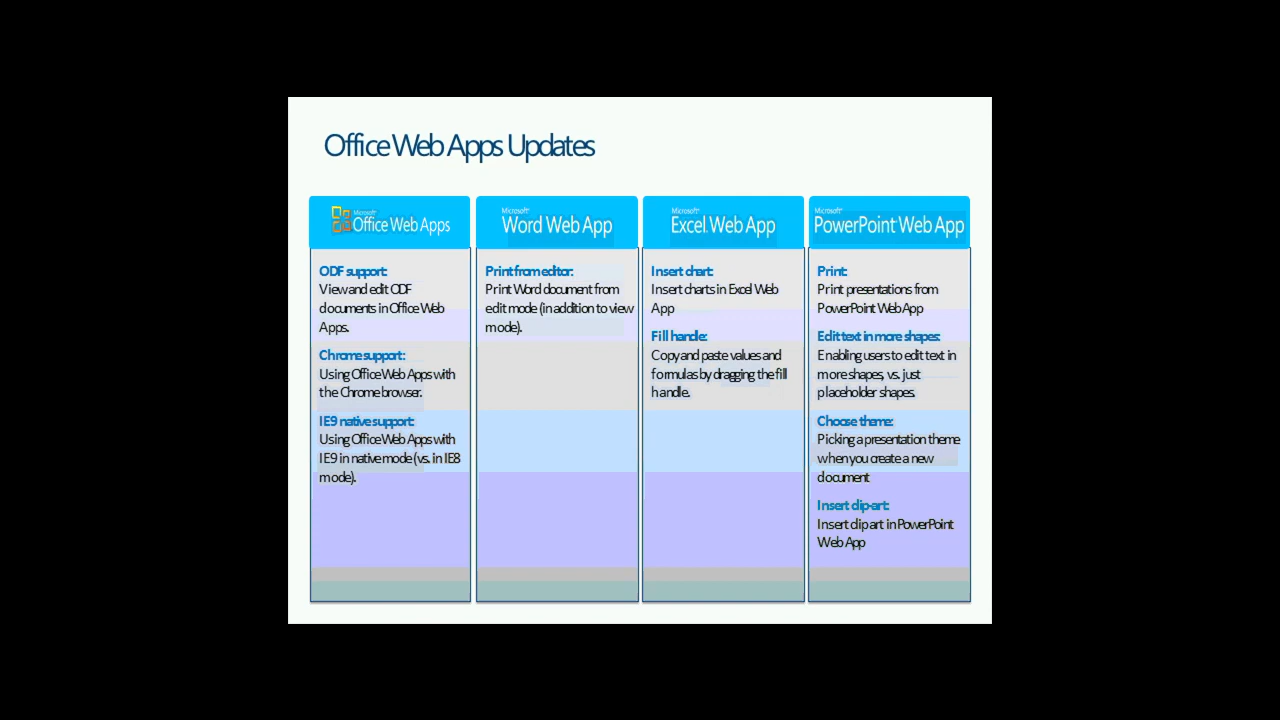 Office Web Apps Updates
Microsoft®
Office Web Apps
ODF support:
View and edit ODF
documents in Office Web
Apps.
Chrome support:
Using Office Web Apps with
the Chrome browser.
IE9 native support:
Using Office Web Apps with
IE9 in native mode (vs. in IE8
mode).
Microsoft®
Word Web App
Print from editor:
Print Word document from
edit mode (in addition to view
mode).
Microsoft®
Excel Web App
Insert chart:
Insert charts in Excel Web
App
Fill handle:
Copy and paste values and
formulas by dragging the fill
handle.
Microsoft®
PowerPoint Web App
Print:
Print presentations from
PowerPoint Web App
Edit text in more shapes:
Enabling users to edit text in
more shapes, vs. just
placeholder shapes.
Choose theme:
Picking a presentation theme
when you create a new
document
Insert clip-art:
Insert clip art in PowerPoint
Web App